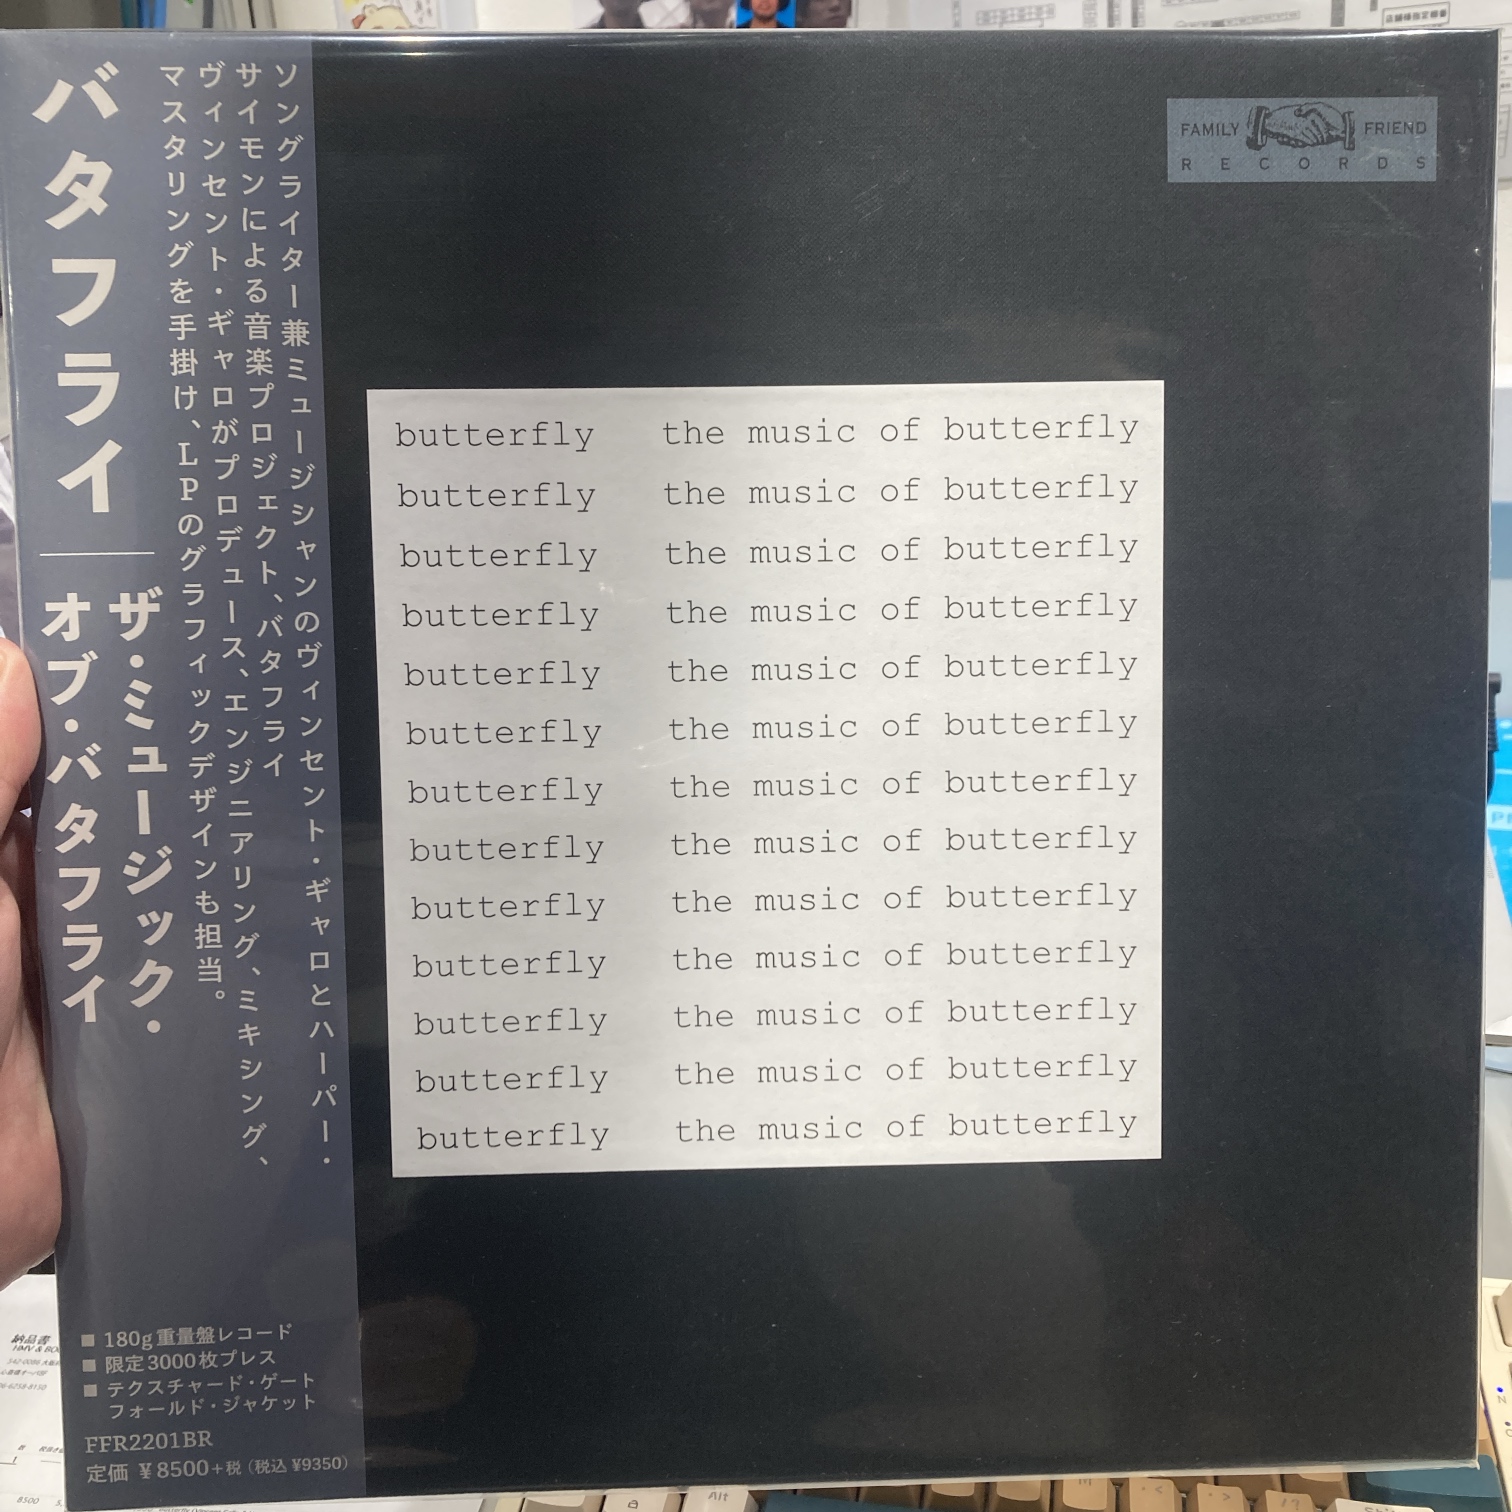 バタフライ
ザ・ミュージック・
オブ・バタフライ
ソングライター兼ミュージシャンのヴィンセント・ギャロとハーパー・
サイモンによる音楽プロジェクト、バタフライ
ヴィンセント・ギャロがプロデュース、エンジニアリング、ミキシング、
マスタリングを手掛け、LPのグラフィックデザインも担当。
■ 180g重量盤レコード
■ 限定3000枚プレス
■ テクスチャード・ゲート
フォールド・ジャケット
FFR2201BR
定価 ¥8500+税（税込 ¥9350）
FAMILY FRIEND
RECORDS
butterfly the music of butterfly
butterfly the music of butterfly
butterfly the music of butterfly
butterfly the music of butterfly
butterfly the music of butterfly
butterfly the music of butterfly
butterfly the music of butterfly
butterfly the music of butterfly
butterfly the music of butterfly
butterfly the music of butterfly
butterfly the music of butterfly
butterfly the music of butterfly
butterfly the music of butterfly
納品書
8500
Alt